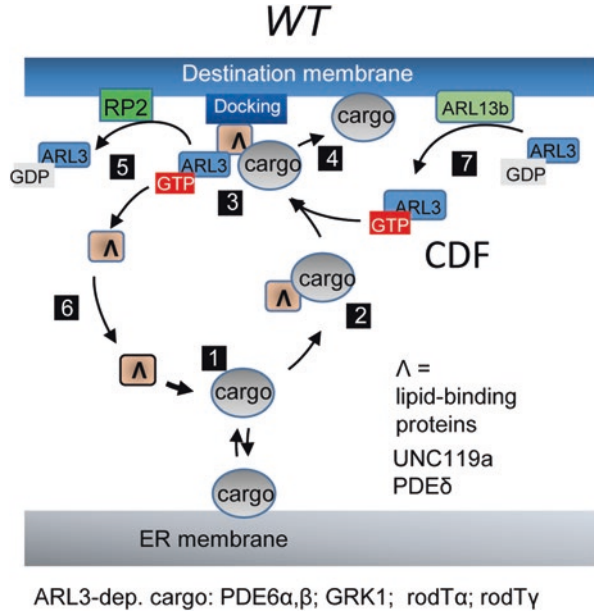 WT
Destination membrane
RP2
Docking
ARL13b
cargo
Λ
ARL3
5
ARL3
cargo
4
7
ARL3
GDP
GTP
3
GDP
ARL3
GTP
Λ
CDF
cargo
6
Λ
2
1
Λ
cargo
Λ =
lipid-binding
proteins
UNC119a
PDEδ
cargo
ER membrane
ARL3-dep. cargo: PDE6α,β; GRK1; rodTα; rodTγ